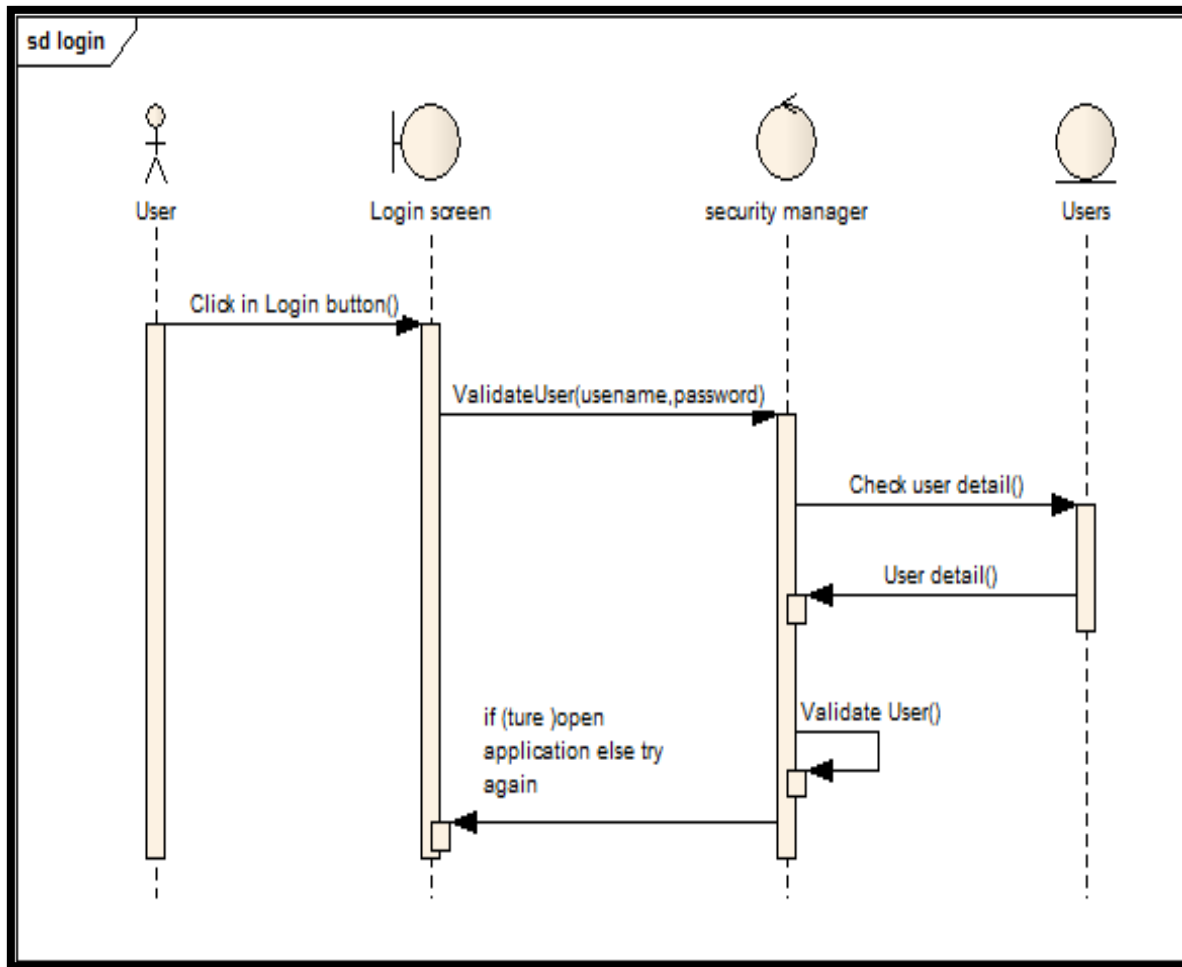 sd login
User
Login screen
security manager
Users
Click in Login button()
ValidateUser(usename,password)
Check user detail()
User detail()
Validate User()
if (ture )open
application else try
again